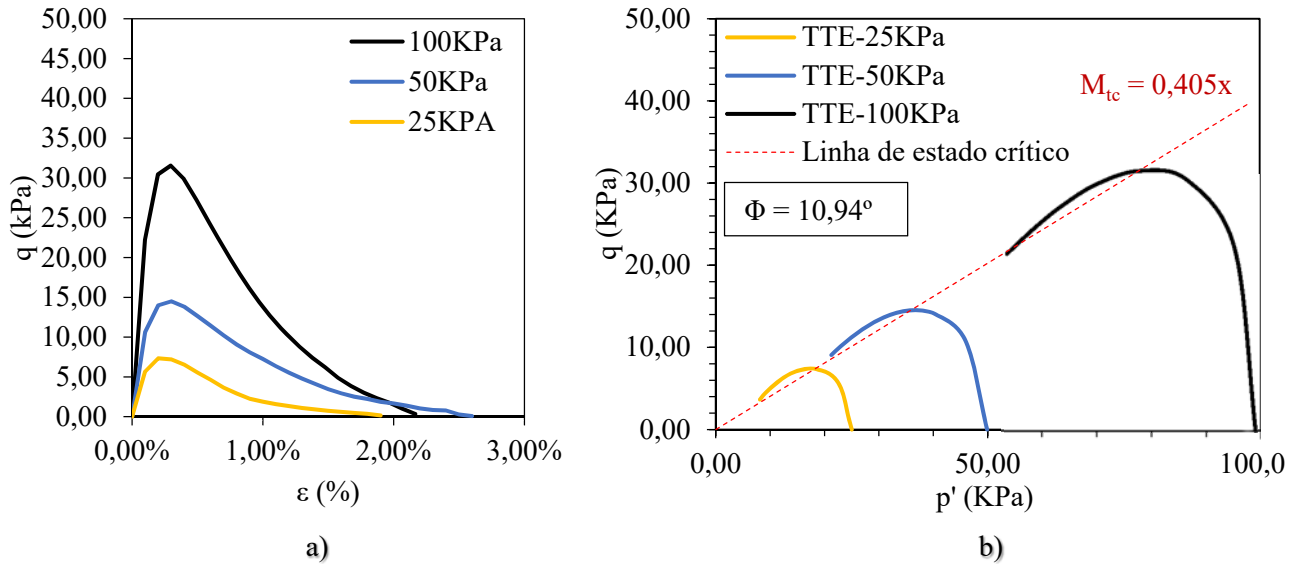 50,00
45,00
40,00
35,00
30,00
25,00
20,00
15,00
10,00
5,00
0,00
q (kPa)
100KPa
50KPa
25KPA
0,00% 1,00% 2,00% 3,00%
ε (%)
a)
50,00
40,00
30,00
20,00
10,00
0,00
q (KPa)
TTE-25KPa
TTE-50KPa
TTE-100KPa
Linha de estado crítico
Mtc = 0,405x
Φ = 10,94º
0,00 50,00 100,0
p' (KPa)
b)